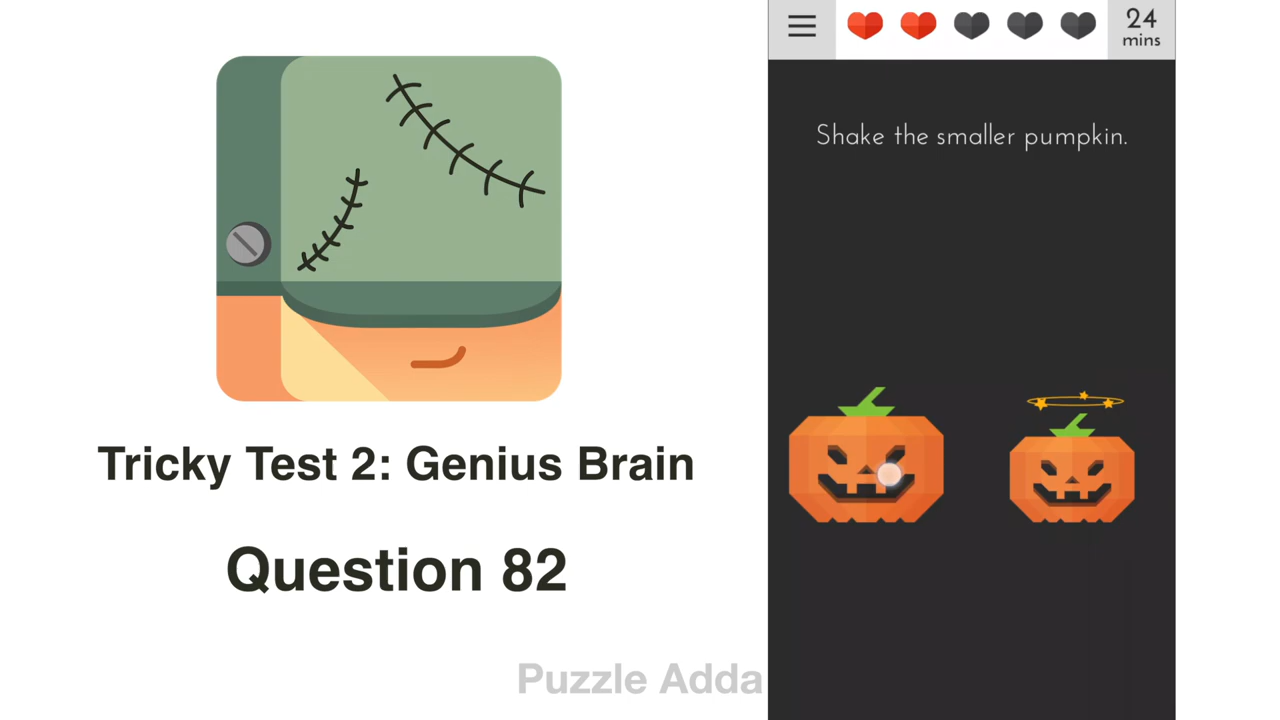 Tricky Test 2: Genius Brain
Question 82
Puzzle Adda
24
mins
Shake the smaller pumpkin.